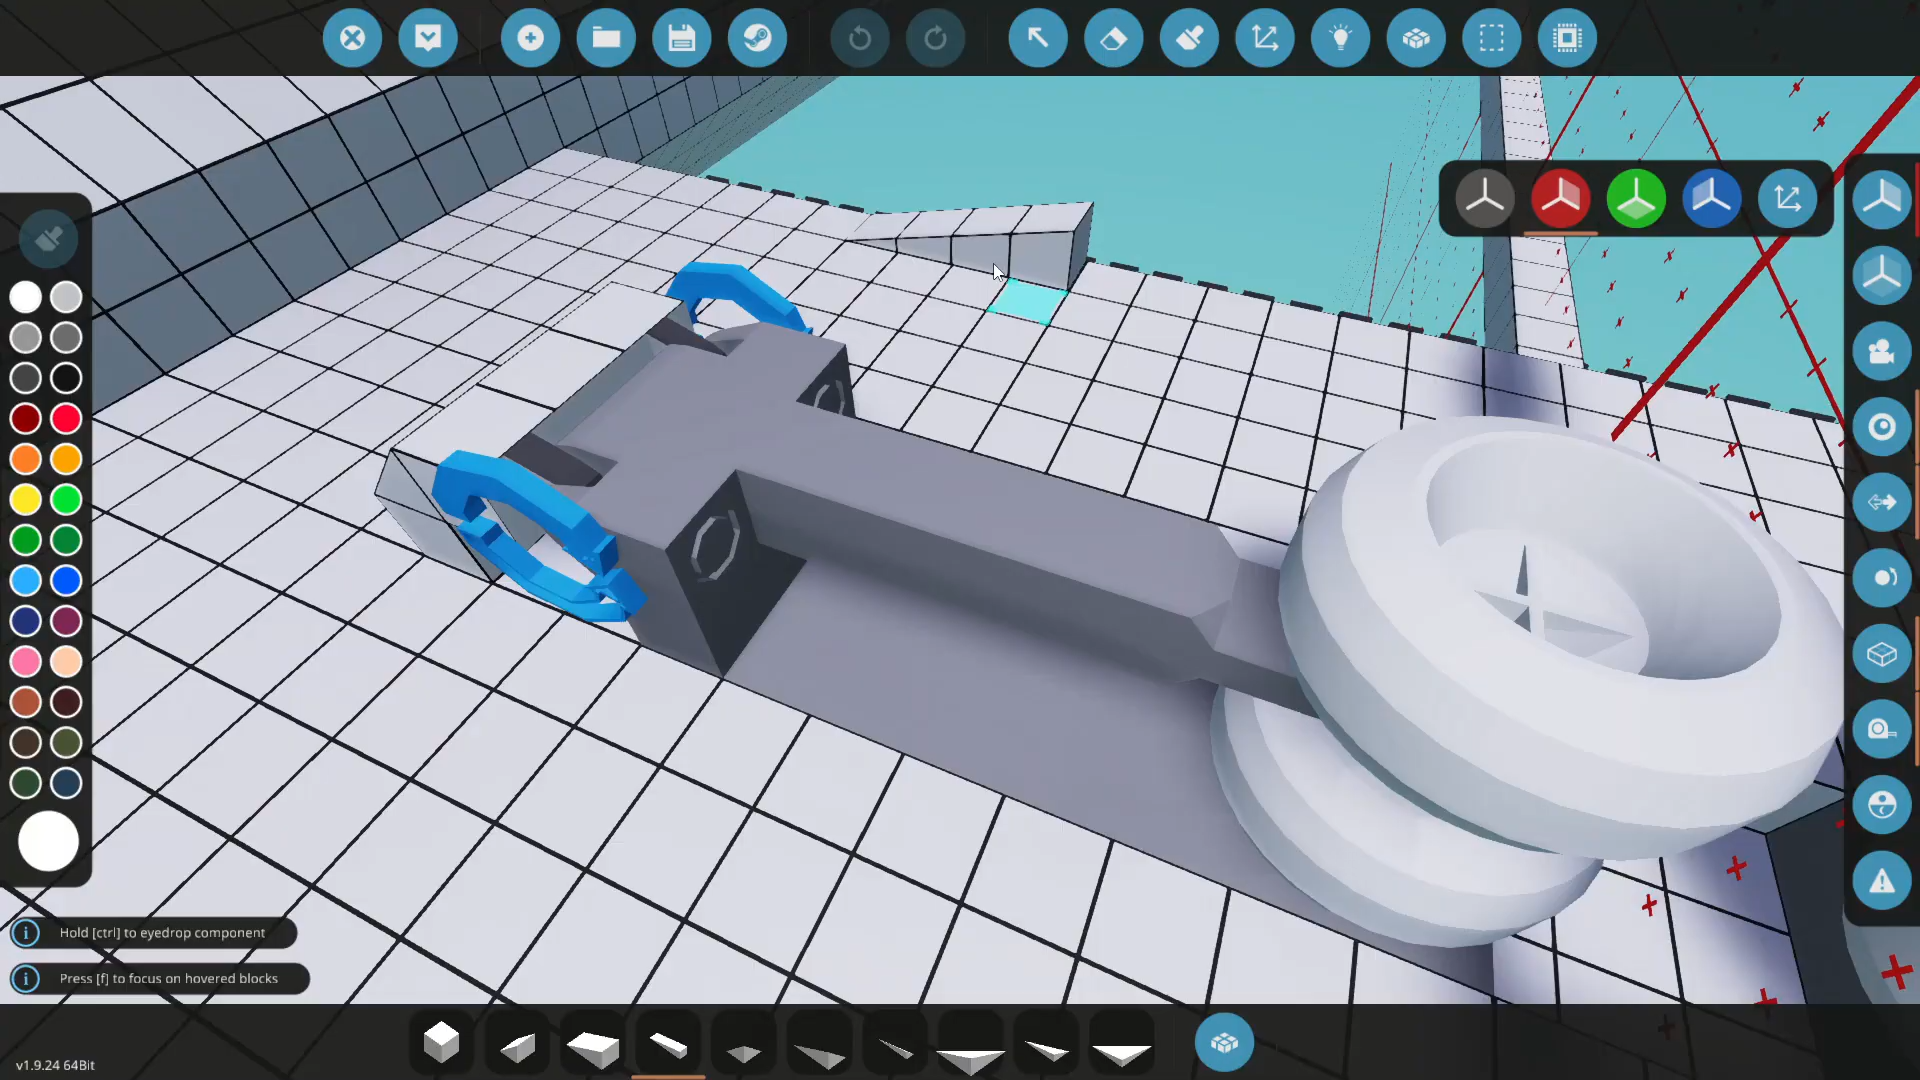 Hold [ctrl] to eyedrop component
Press [f] to focus on hovered blocks
v1.9.24 64Bit